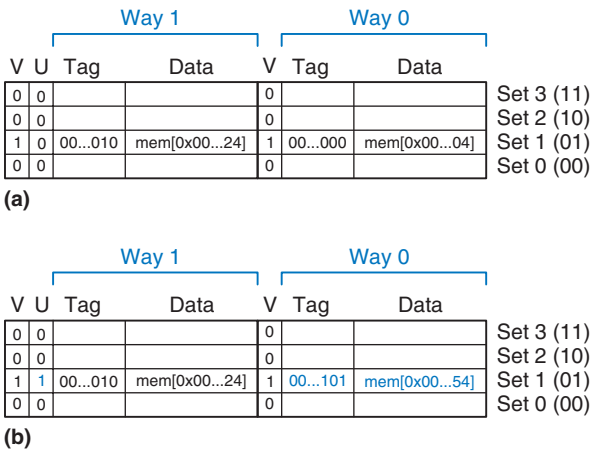 Way 1 Way 0
V U Tag Data V Tag Data
0 0 0 Set 3 (11)
0 0 0 Set 2 (10)
1 0 00...010 mem[0x00...24] 1 00...000 mem[0x00...04] Set 1 (01)
0 0 0 Set 0 (00)
(a)
Way 1 Way 0
V U Tag Data V Tag Data
0 0 0 Set 3 (11)
0 0 0 Set 2 (10)
1 1 00...010 mem[0x00...24] 1 00...101 mem[0x00...54] Set 1 (01)
0 0 0 Set 0 (00)
(b)